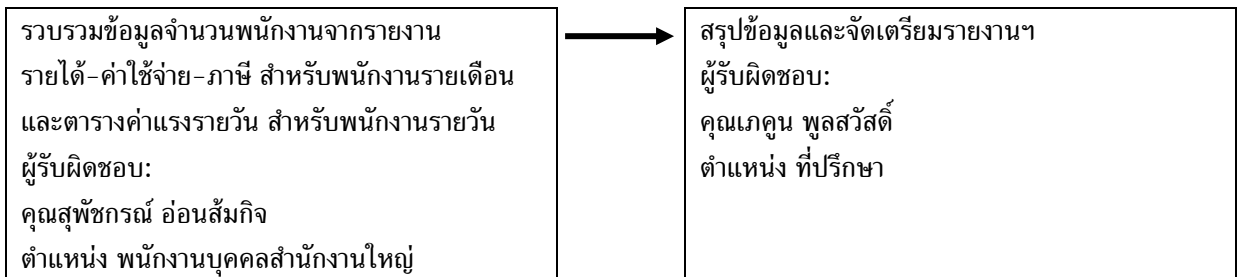 รวบรวมข้อมูลจำนวนพนักงานจากรายงาน
รายได้-ค่าใช้จ่าย-ภาษี สำหรับพนักงานรายเดือน
และตารางค่าแรงรายวัน สำหรับพนักงานรายวัน
ผู้รับผิดชอบ:
คุณสุพัชกรณ์ อ่อนส้มกิจ
ตำแหน่ง พนักงานบุคคลสำนักงานใหญ่
สรุปข้อมูลและจัดเตรียมรายงานฯ
ผู้รับผิดชอบ:
คุณเภคูน พูลสวัสดิ์
ตำแหน่ง ที่ปรึกษา